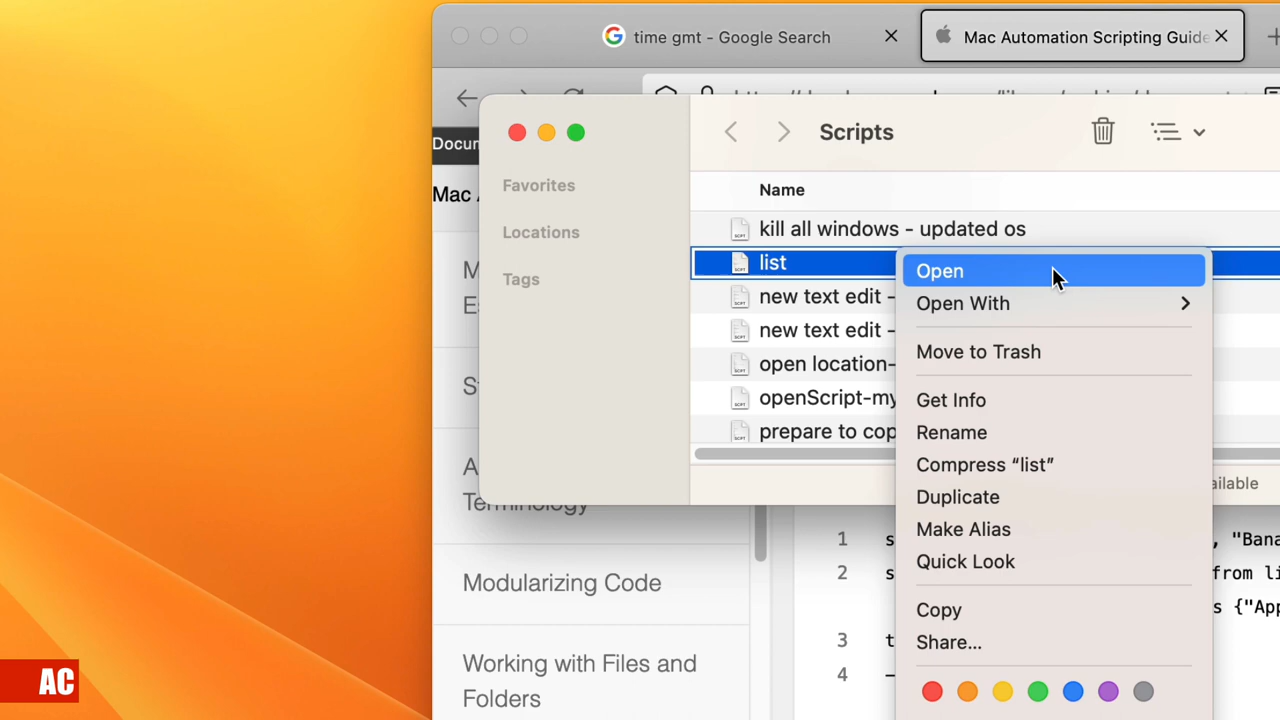 time gmt - Google Search
Mac Automation Scripting Guide
Docum
Mac A
Scripts
Favorites
Locations
Tags
Name
kill all windows - updated os
list
new text edit -
new text edit -
open location-
openScript-my
prepare to cop
Open
Open With
Move to Trash
Get Info
Rename
Compress “list”
Duplicate
Make Alias
Quick Look
Copy
Share...
ailable
Terminology
Modularizing Code
Working with Files and
Folders
1 s , "Bana
2 s from li
s {"App
3 t
4 –
AC